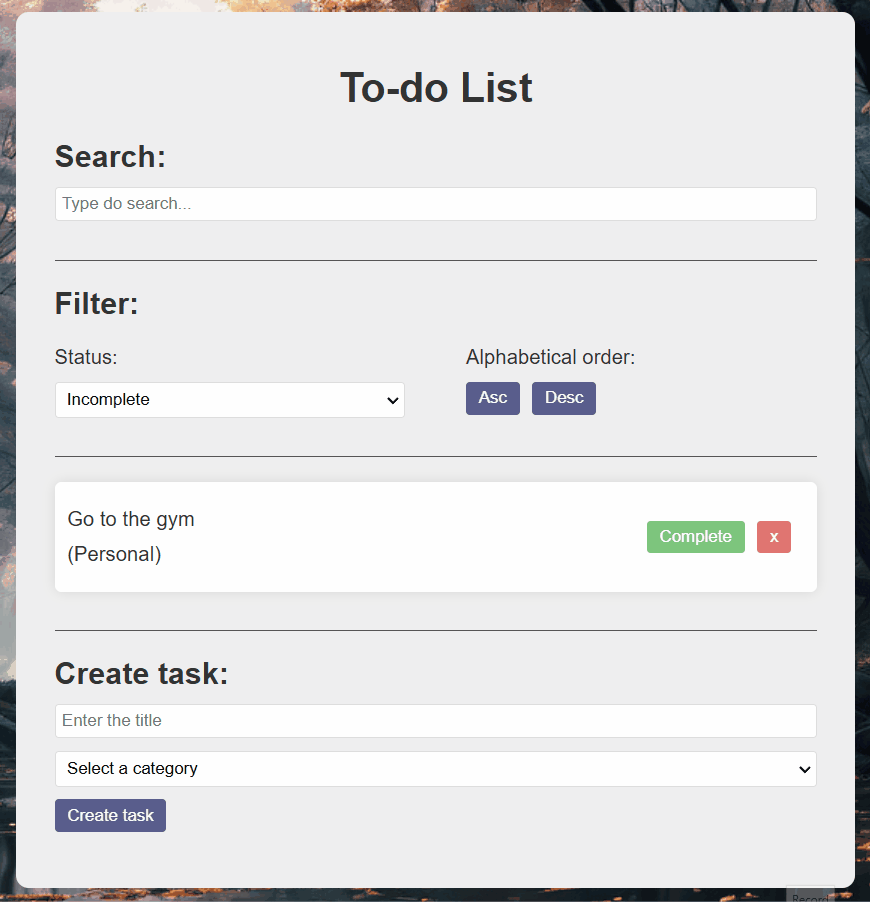 To-do List
Search:
Type do search...
Filter:
Status:
Alphabetical order:
Incomplete
Asc
Desc
Go to the gym
(Personal)
Complete
x
Create task:
Enter the title
Select a category
Create task
Record